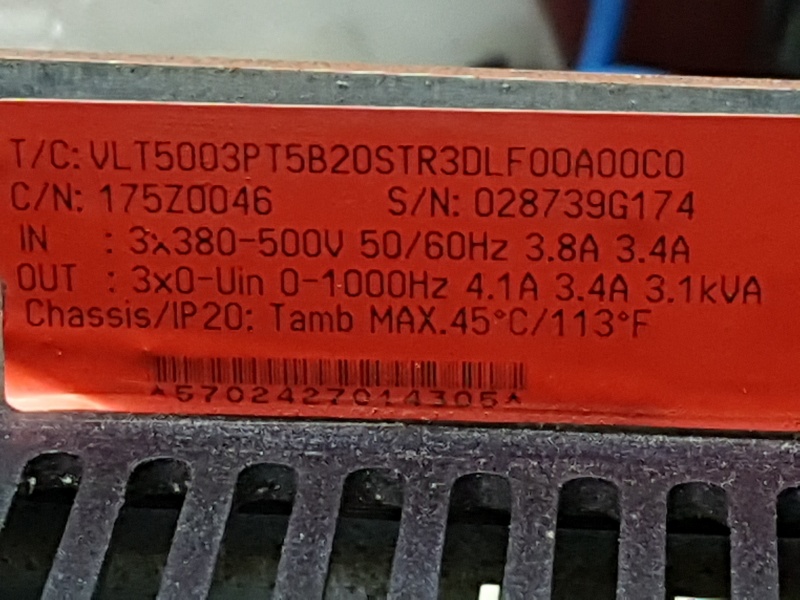 T/C: VLT5003PT5B20STR3DLF00A00C0
C/N: 175Z0046 S/N: 028739G174
IN : 3x380-500V 50/60Hz 3.8A 3.4A
OUT : 3x0-Uin 0-1000Hz 4.1A 3.4A 3.1kVA
Chassis/IP20: Tamb MAX.45°C/113°F
*5702427014305*